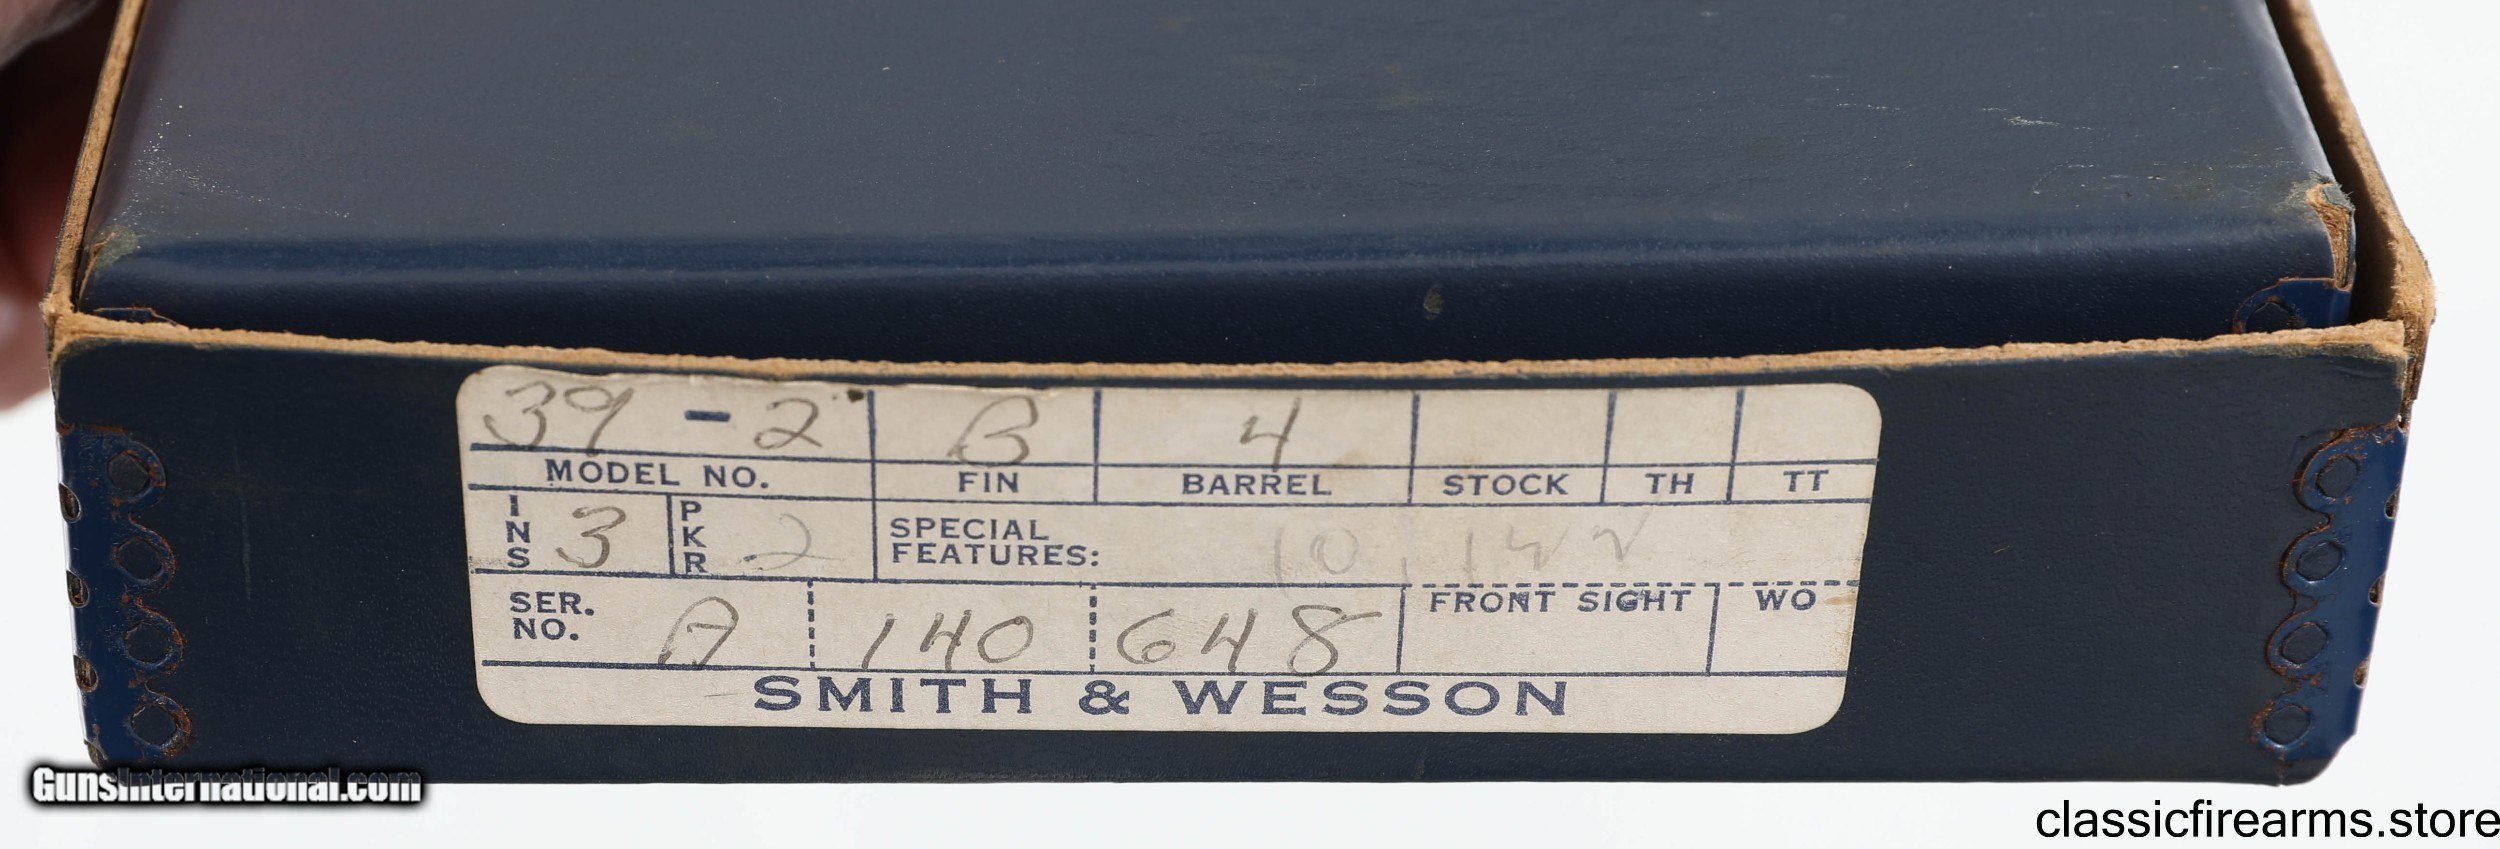 39-2 B 4
MODEL NO. FIN BARREL STOCK TH TT
INS 3 PKR 2 SPECIAL
FEATURES:
SER.
NO. A 140 648 FRONT SIGHT WO
SMITH & WESSON
GunsInternational.com
classicfirearms.store